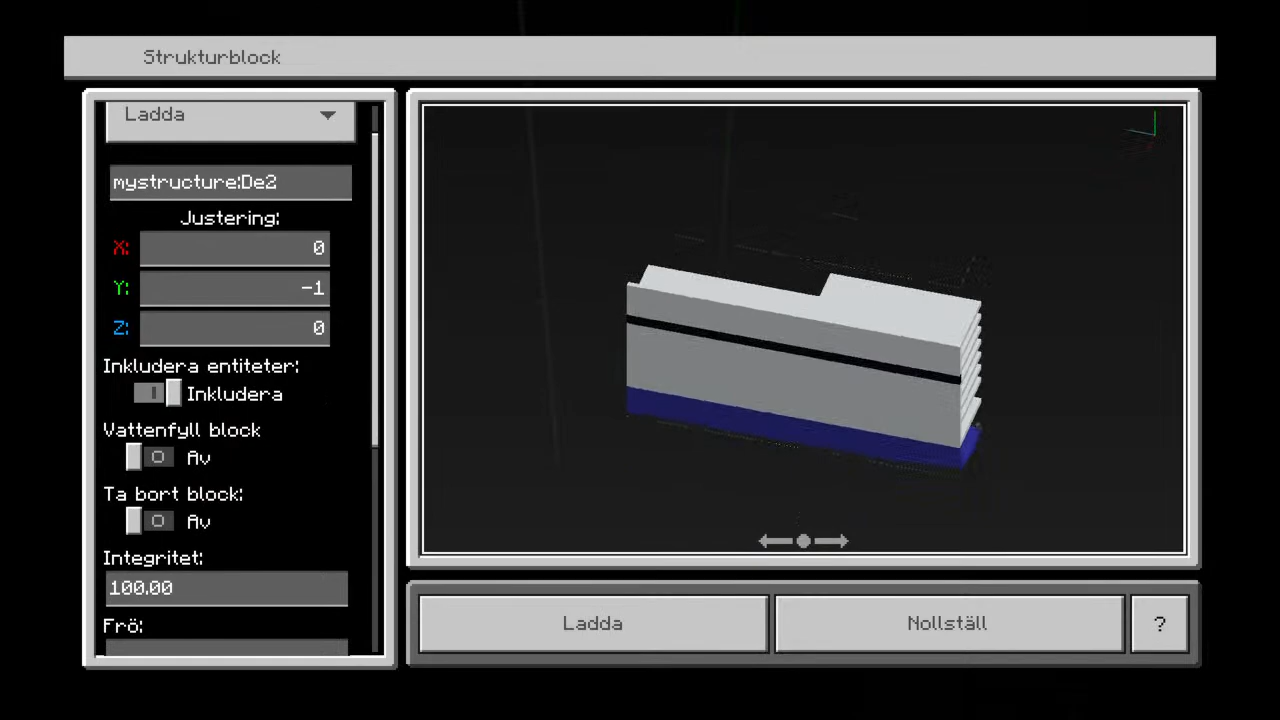 Strukturblock
Ladda
mystructure:De2
Justering:
X: 0
Y: -1
Z: 0
Inkludera entiteter:
Inkludera
Vattenfyll block
Av
Ta bort block:
Av
Integritet:
100.00
Frö:
Ladda
Nollställ
?